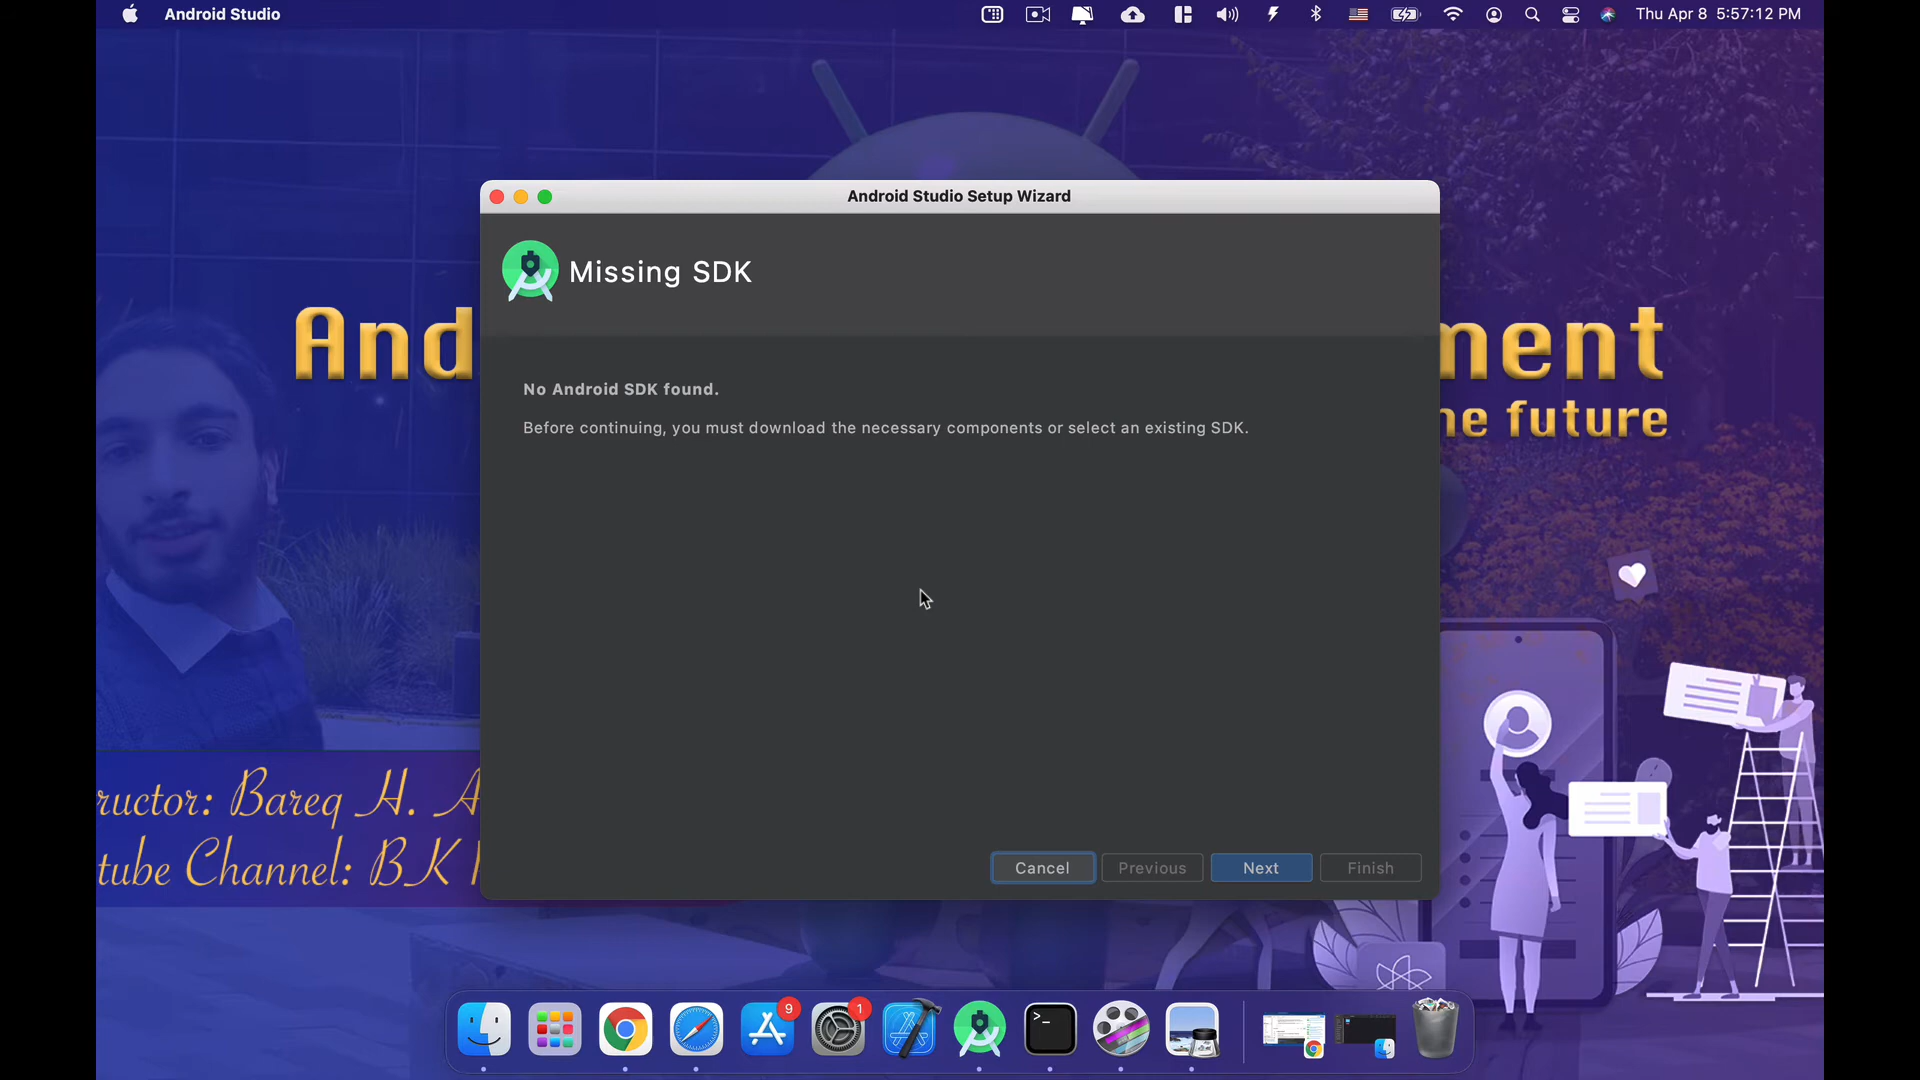 Android Studio
Thu Apr 8 5:57:12 PM
Android Studio Setup Wizard
Missing SDK
And
ment
he future
No Android SDK found.
Before continuing, you must download the necessary components or select an existing SDK.
ructor: Bareq H. A
tube Channel: BK
Cancel
Previous
Next
Finish
9
1
>_